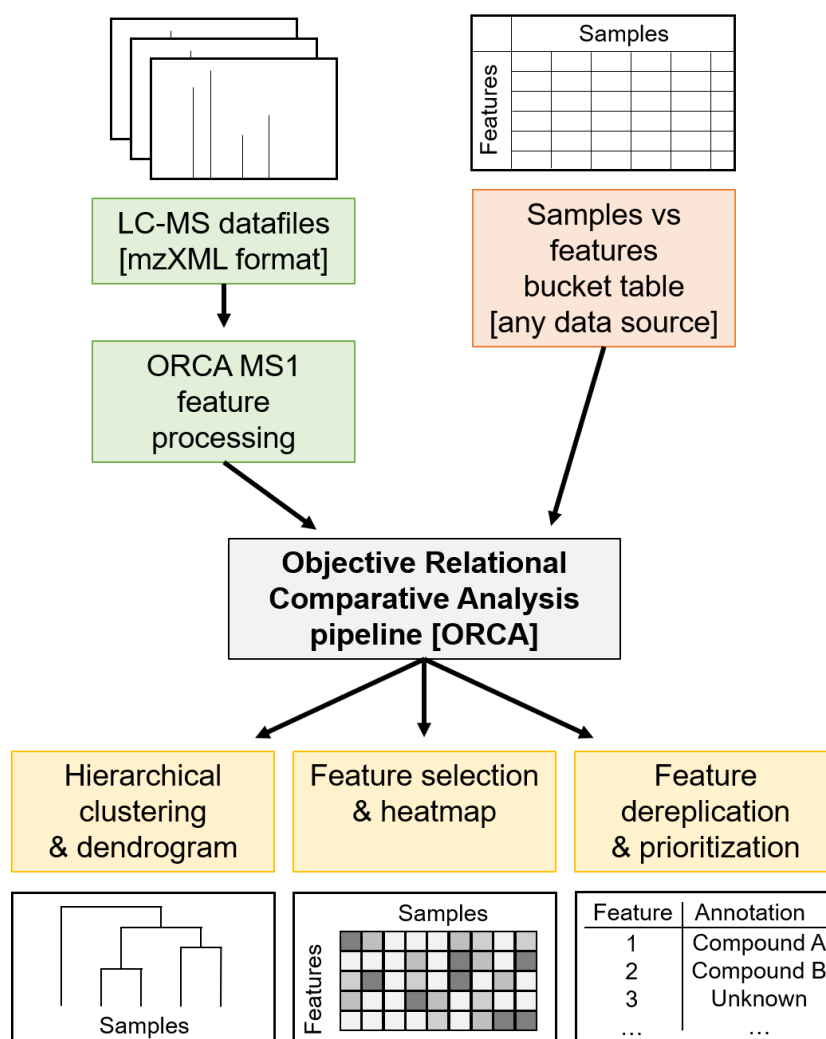 Samples
Features
LC-MS datafiles
[mzXML format]
Samples vs
features
bucket table
[any data source]
ORCA MS1
feature
processing
Objective Relational
Comparative Analysis
pipeline [ORCA]
Hierarchical
clustering
& dendrogram
Feature selection
& heatmap
Feature
dereplication
& prioritization
Samples
Samples
Features
Feature Annotation
1 Compound A
2 Compound B
3 Unknown
... ...